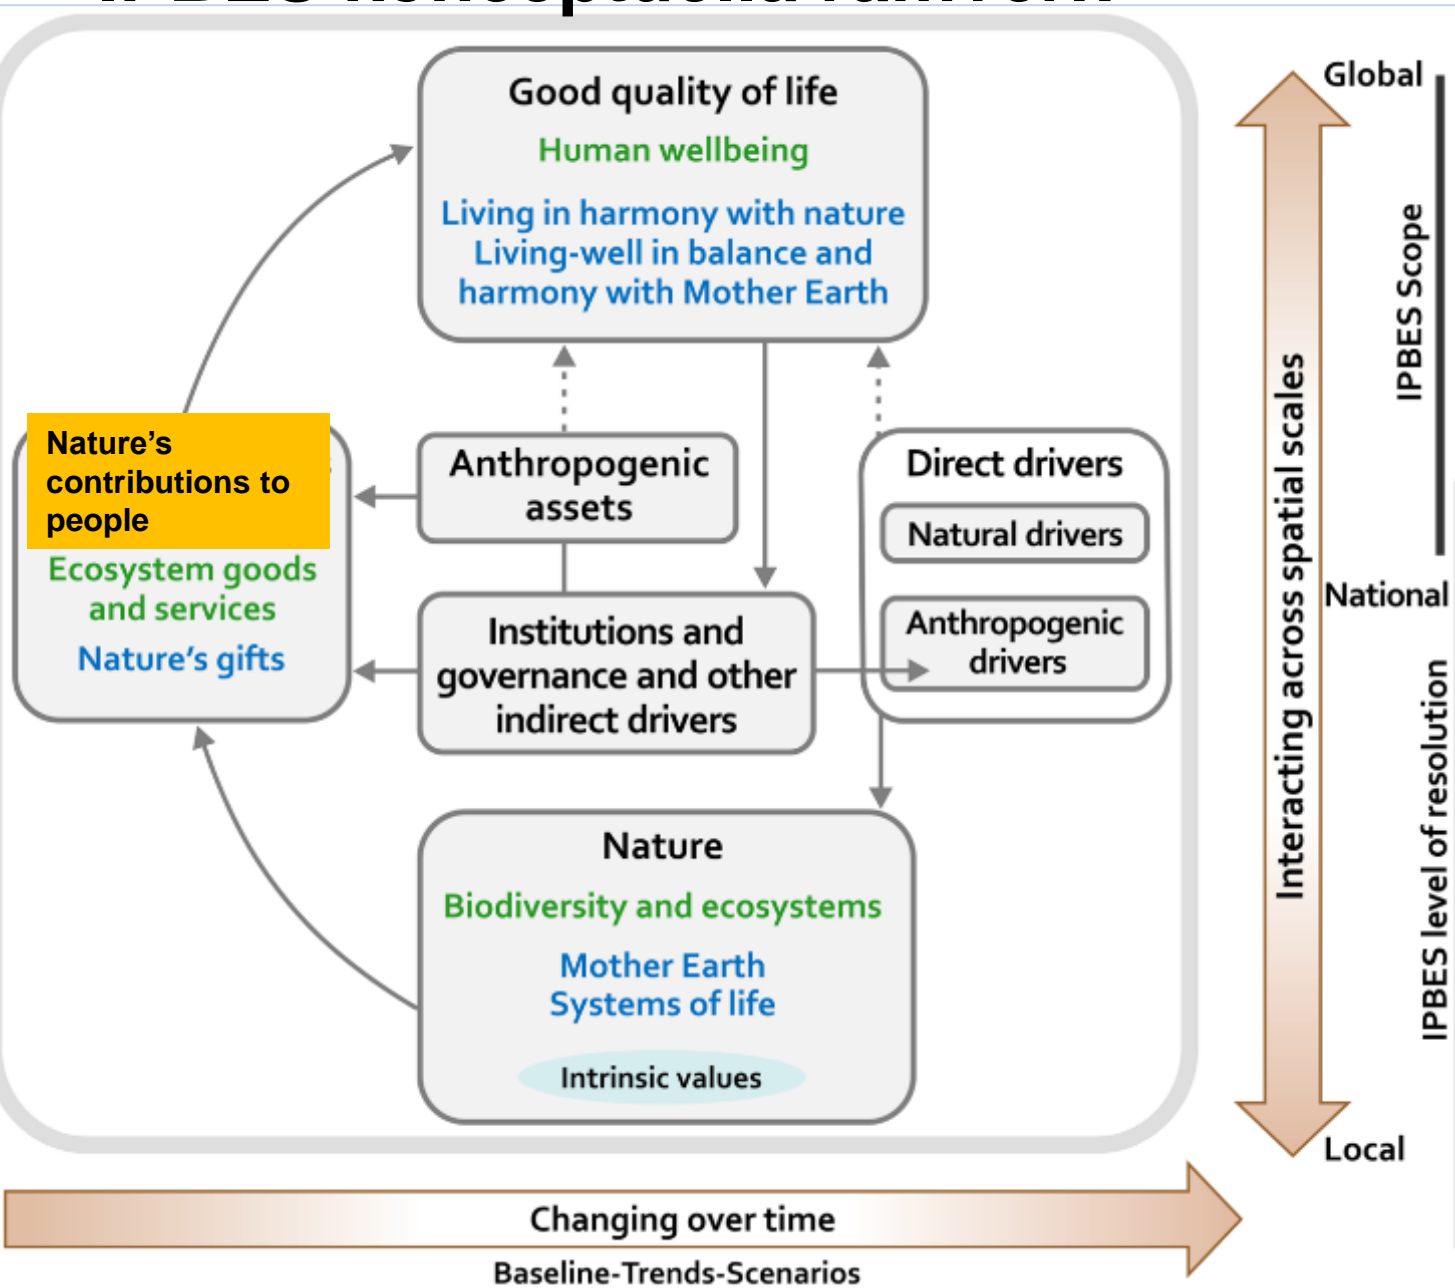 Good quality of life
Human wellbeing
Living in harmony with nature
Living-well in balance and
harmony with Mother Earth
Nature’s
contributions to
people
Ecosystem goods
and services
Nature’s gifts
Anthropogenic
assets
Institutions and
governance and other
indirect drivers
Direct drivers
Natural drivers
Anthropogenic
drivers
Nature
Biodiversity and ecosystems
Mother Earth
Systems of life
Intrinsic values
Changing over time
Baseline-Trends-Scenarios
Interacting across spatial scales
Global
National
Local
IPBES Scope
IPBES level of resolution